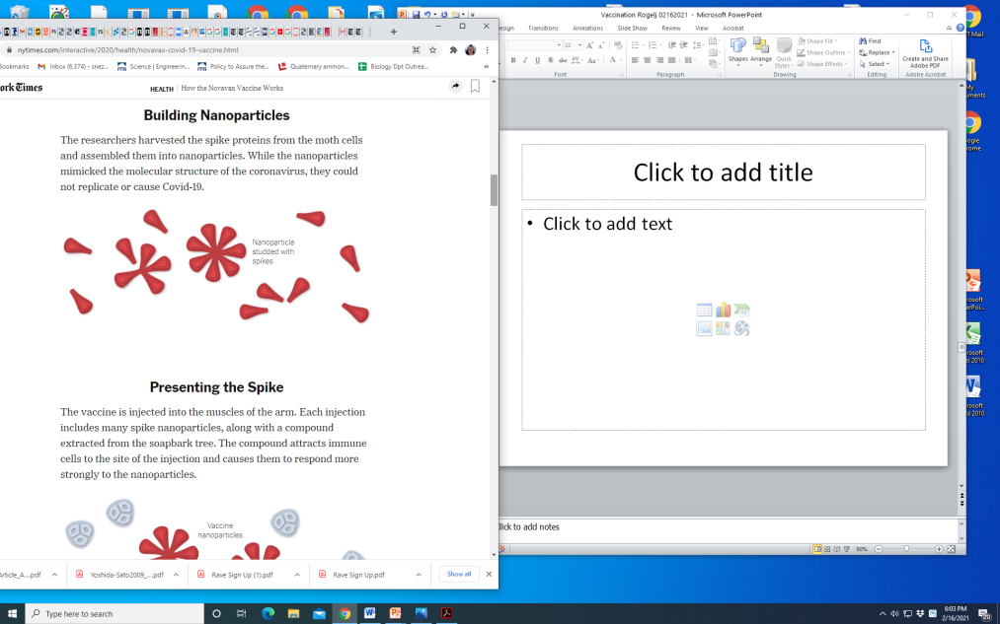 Vaccination Rogelj 02162021 - Microsoft PowerPoint
nytimes.com/interactive/2020/health/novavax-covid-19-vaccine.html
Bookmarks
Inbox (6,374) - snez...
Science | Engineerin...
Policy to Assure the...
Quaternary ammon...
Biology Dpt Outrea...
ork Times
HEALTH | How the Novavax Vaccine Works
Building Nanoparticles
The researchers harvested the spike proteins from the moth cells
and assembled them into nanoparticles. While the nanoparticles
mimicked the molecular structure of the coronavirus, they could
not replicate or cause Covid-19.
Nanoparticle
studded with
spikes
Presenting the Spike
The vaccine is injected into the muscles of the arm. Each injection
includes many spike nanoparticles, along with a compound
extracted from the soapbark tree. The compound attracts immune
cells to the site of the injection and causes them to respond more
strongly to the nanoparticles.
Vaccine
nanoparticles
Article_A....pdf
Yoshida-Sato2009_....pdf
Rave Sign Up (1).pdf
Rave Sign Up.pdf
Show all
esign Transitions Animations Slide Show Review View Acrobat
Shapes Arrange Quick
Styles
Shape Fill
Shape Outline
Shape Effects
Find
Replace
Select
Create and Share
Adobe PDF
Font Paragraph Drawing Editing Adobe Acrobat
Click to add title
• Click to add text
lick to add notes
90%
T Mail
My
uments
ogle
rome
rosoft
erPoi...
rosoft
el 2010
rosoft
d 2010
Type here to search
6:03 PM
2/16/2021
20